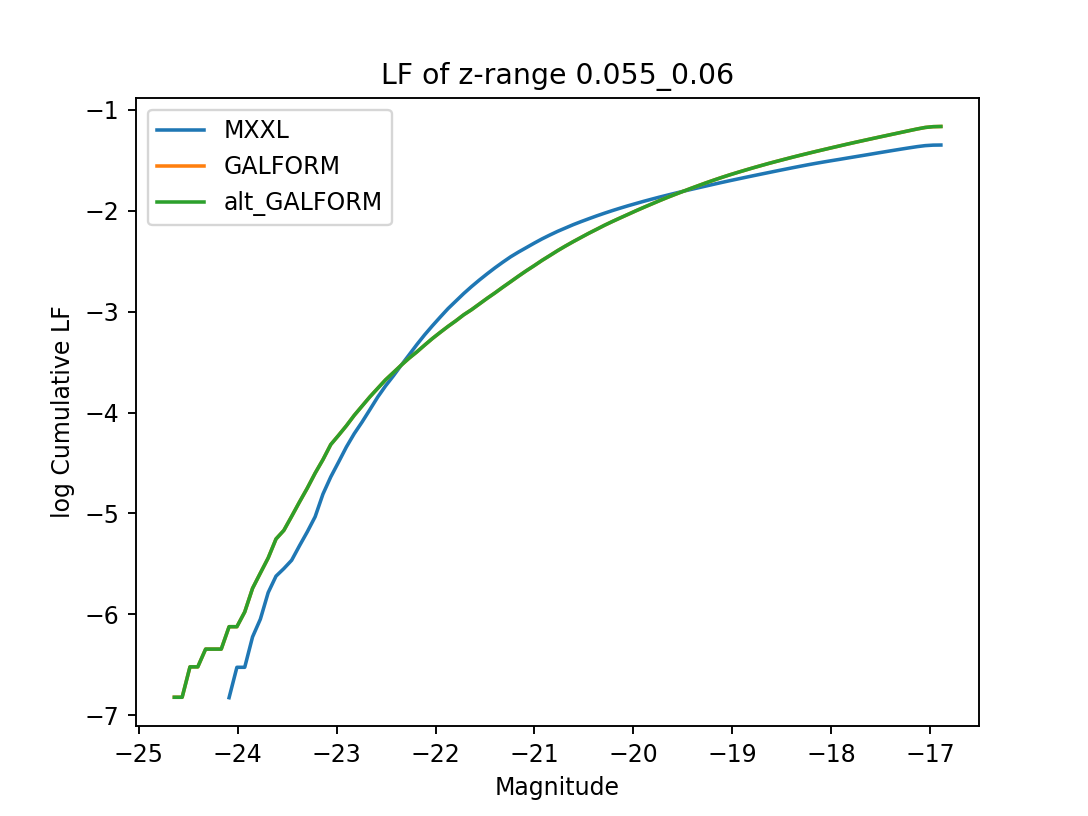 LF of z-range 0.055_0.06
MXXL
GALFORM
alt_GALFORM
log Cumulative LF
−1
−2
−3
−4
−5
−6
−7
−25 −24 −23 −22 −21 −20 −19 −18 −17
Magnitude